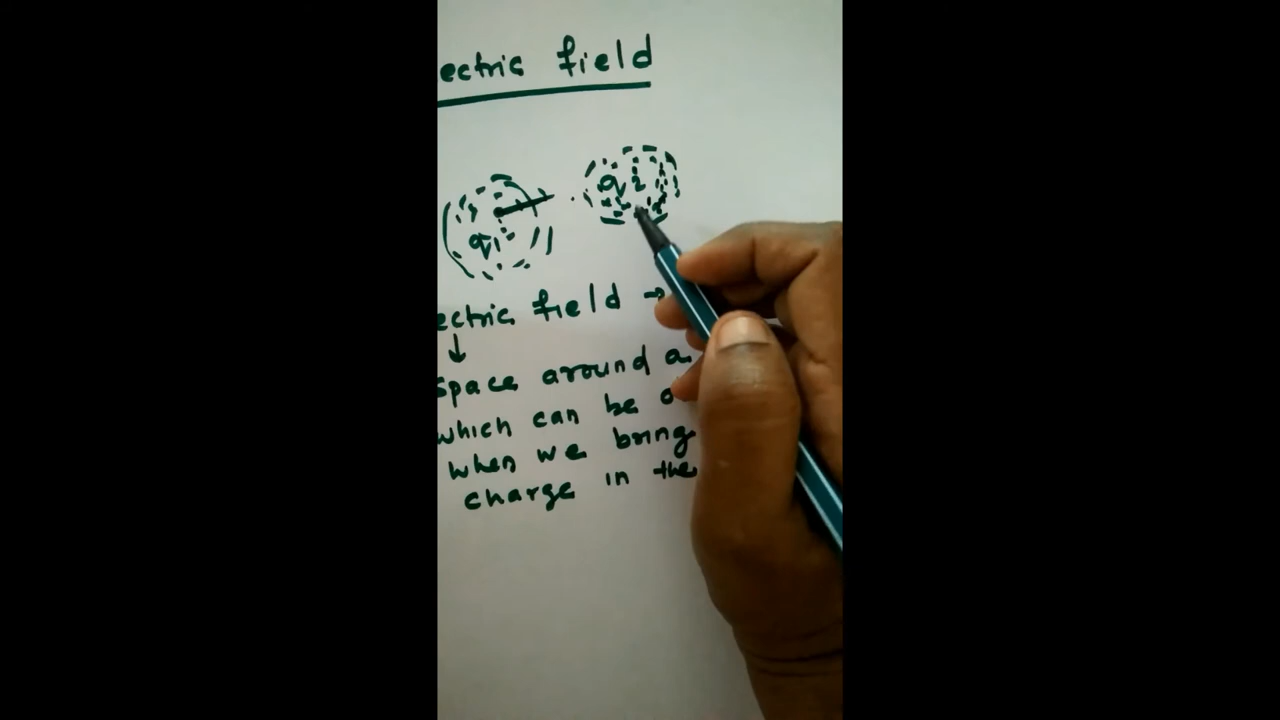 ectric field
q2
q1
ectric field →
space around a
which can be
when we bring
charge in the